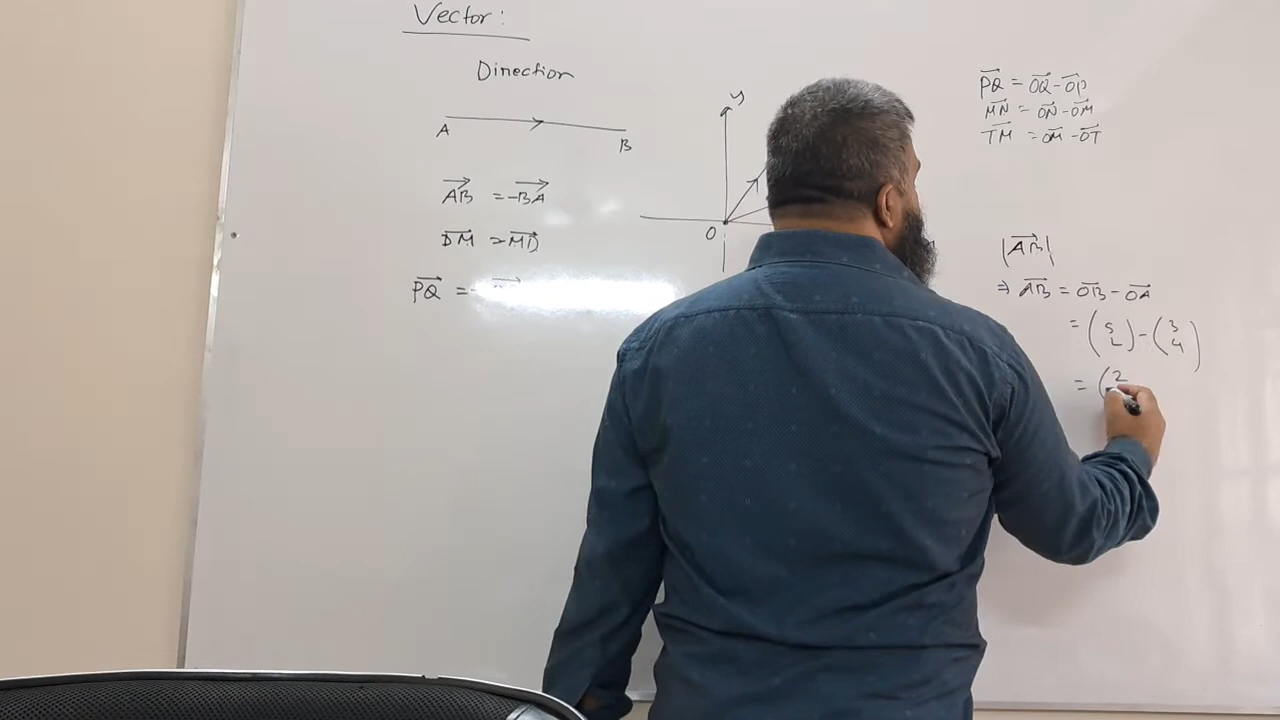 Vector:
Direction
A
B
AB = -BA
DM = MD
PQ = -
y
O
PQ = OQ - OP
MN = ON - OM
TM = OM - OT
|AB|
⇒ AB = OB - OA
= (5 2) - (3 4)
= (2